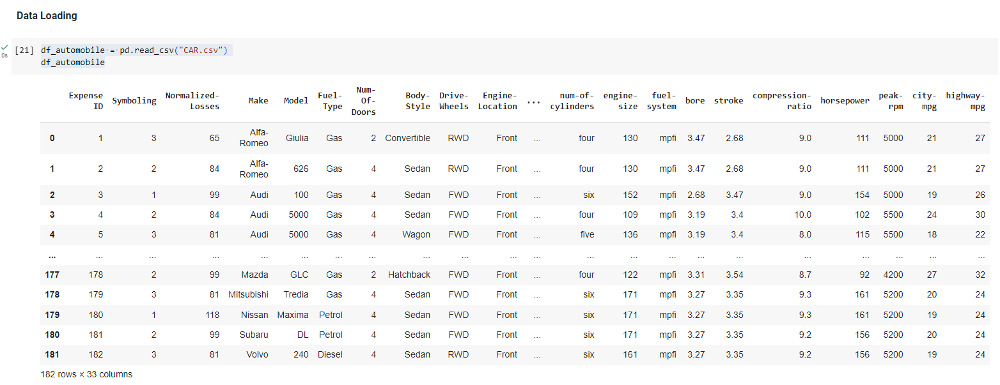 Data Loading
[21] df_automobile = pd.read_csv("CAR.csv")
0s
df_automobile
Expense ID Symboling Normalized-Losses Make Model Fuel-Type Num-Of-Doors Body-Style Drive-Wheels Engine-Location ... num-of-cylinders engine-size fuel-system bore stroke compression-ratio horsepower peak-rpm city-mpg highway-mpg
0 1 3 65 Alfa-Romeo Giulia Gas 2 Convertible RWD Front ... four 130 mpfi 3.47 2.68 9.0 111 5000 21 27
1 2 2 84 Alfa-Romeo 626 Gas 4 Sedan RWD Front ... four 130 mpfi 3.47 2.68 9.0 111 5000 21 27
2 3 1 99 Audi 100 Gas 4 Sedan FWD Front ... six 152 mpfi 2.68 3.47 9.0 154 5000 19 26
3 4 2 84 Audi 5000 Gas 4 Sedan FWD Front ... four 109 mpfi 3.19 3.4 10.0 102 5500 24 30
4 5 3 81 Audi 5000 Gas 4 Wagon FWD Front ... five 136 mpfi 3.19 3.4 8.0 115 5500 18 22
... ... ... ... ... ... ... ... ... ... ... ... ... ... ... ... ... ... ... ... ... ...
177 178 2 99 Mazda GLC Gas 2 Hatchback FWD Front ... four 122 mpfi 3.31 3.54 8.7 92 4200 27 32
178 179 3 81 Mitsubishi Tredia Gas 4 Sedan FWD Front ... six 171 mpfi 3.27 3.35 9.3 161 5200 20 24
179 180 1 118 Nissan Maxima Petrol 4 Sedan FWD Front ... six 171 mpfi 3.27 3.35 9.3 161 5200 19 24
180 181 2 99 Subaru DL Petrol 4 Sedan FWD Front ... six 171 mpfi 3.27 3.35 9.2 156 5200 20 24
181 182 3 81 Volvo 240 Diesel 4 Sedan RWD Front ... six 161 mpfi 3.27 3.35 9.2 156 5200 19 24
182 rows × 33 columns